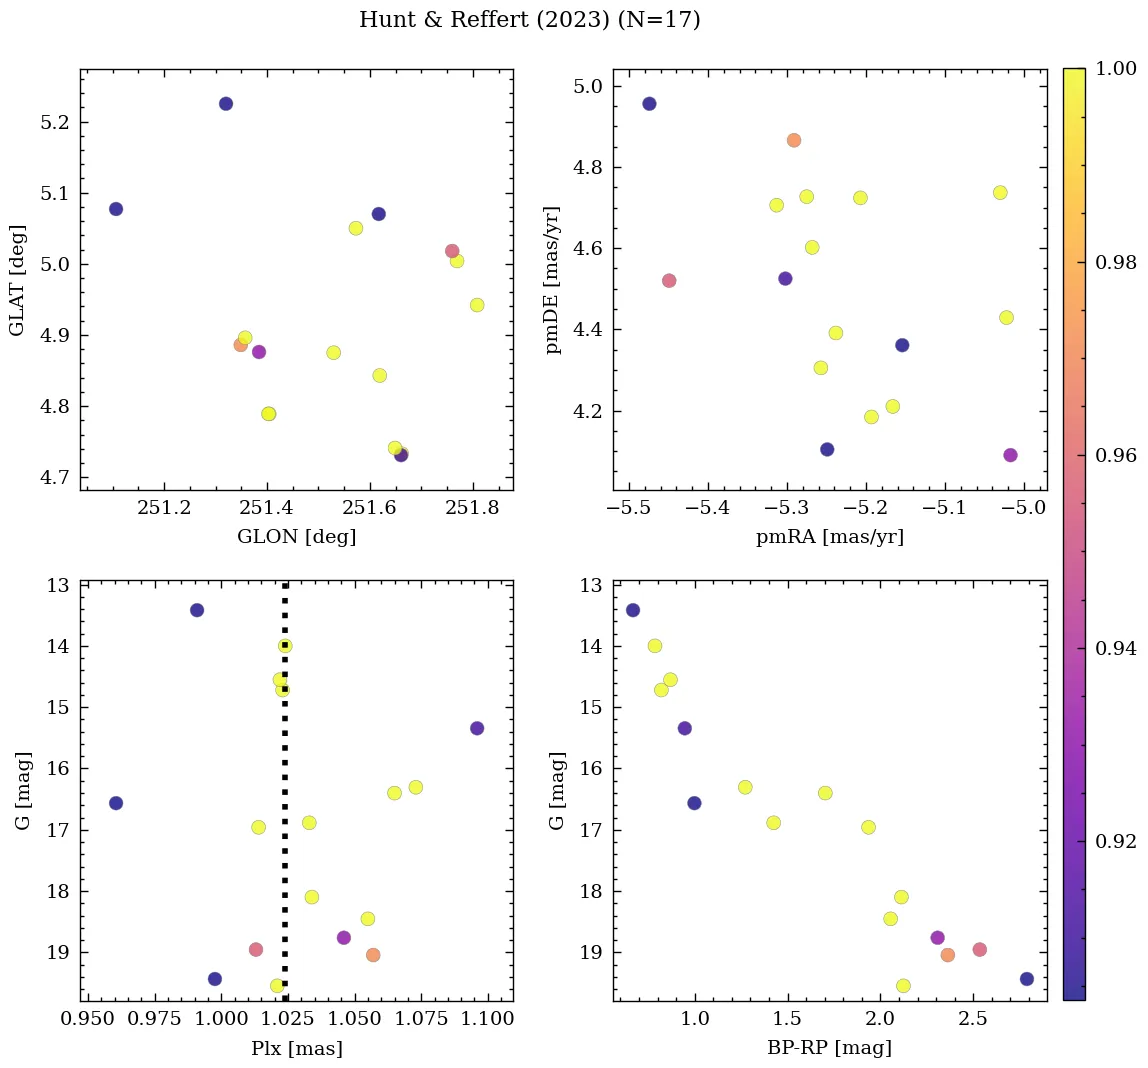 Hunt & Reffert (2023) (N=17)
5.2
5.1
5.0
4.9
4.8
4.7
GLAT [deg]
251.2 251.4 251.6 251.8
GLON [deg]
5.0
4.8
4.6
4.4
4.2
pmDE [mas/yr]
−5.5 −5.4 −5.3 −5.2 −5.1 −5.0
pmRA [mas/yr]
13
14
15
16
17
18
19
G [mag]
0.950 0.975 1.000 1.025 1.050 1.075 1.100
Plx [mas]
13
14
15
16
17
18
19
G [mag]
1.0 1.5 2.0 2.5
BP-RP [mag]
1.00
0.98
0.96
0.94
0.92